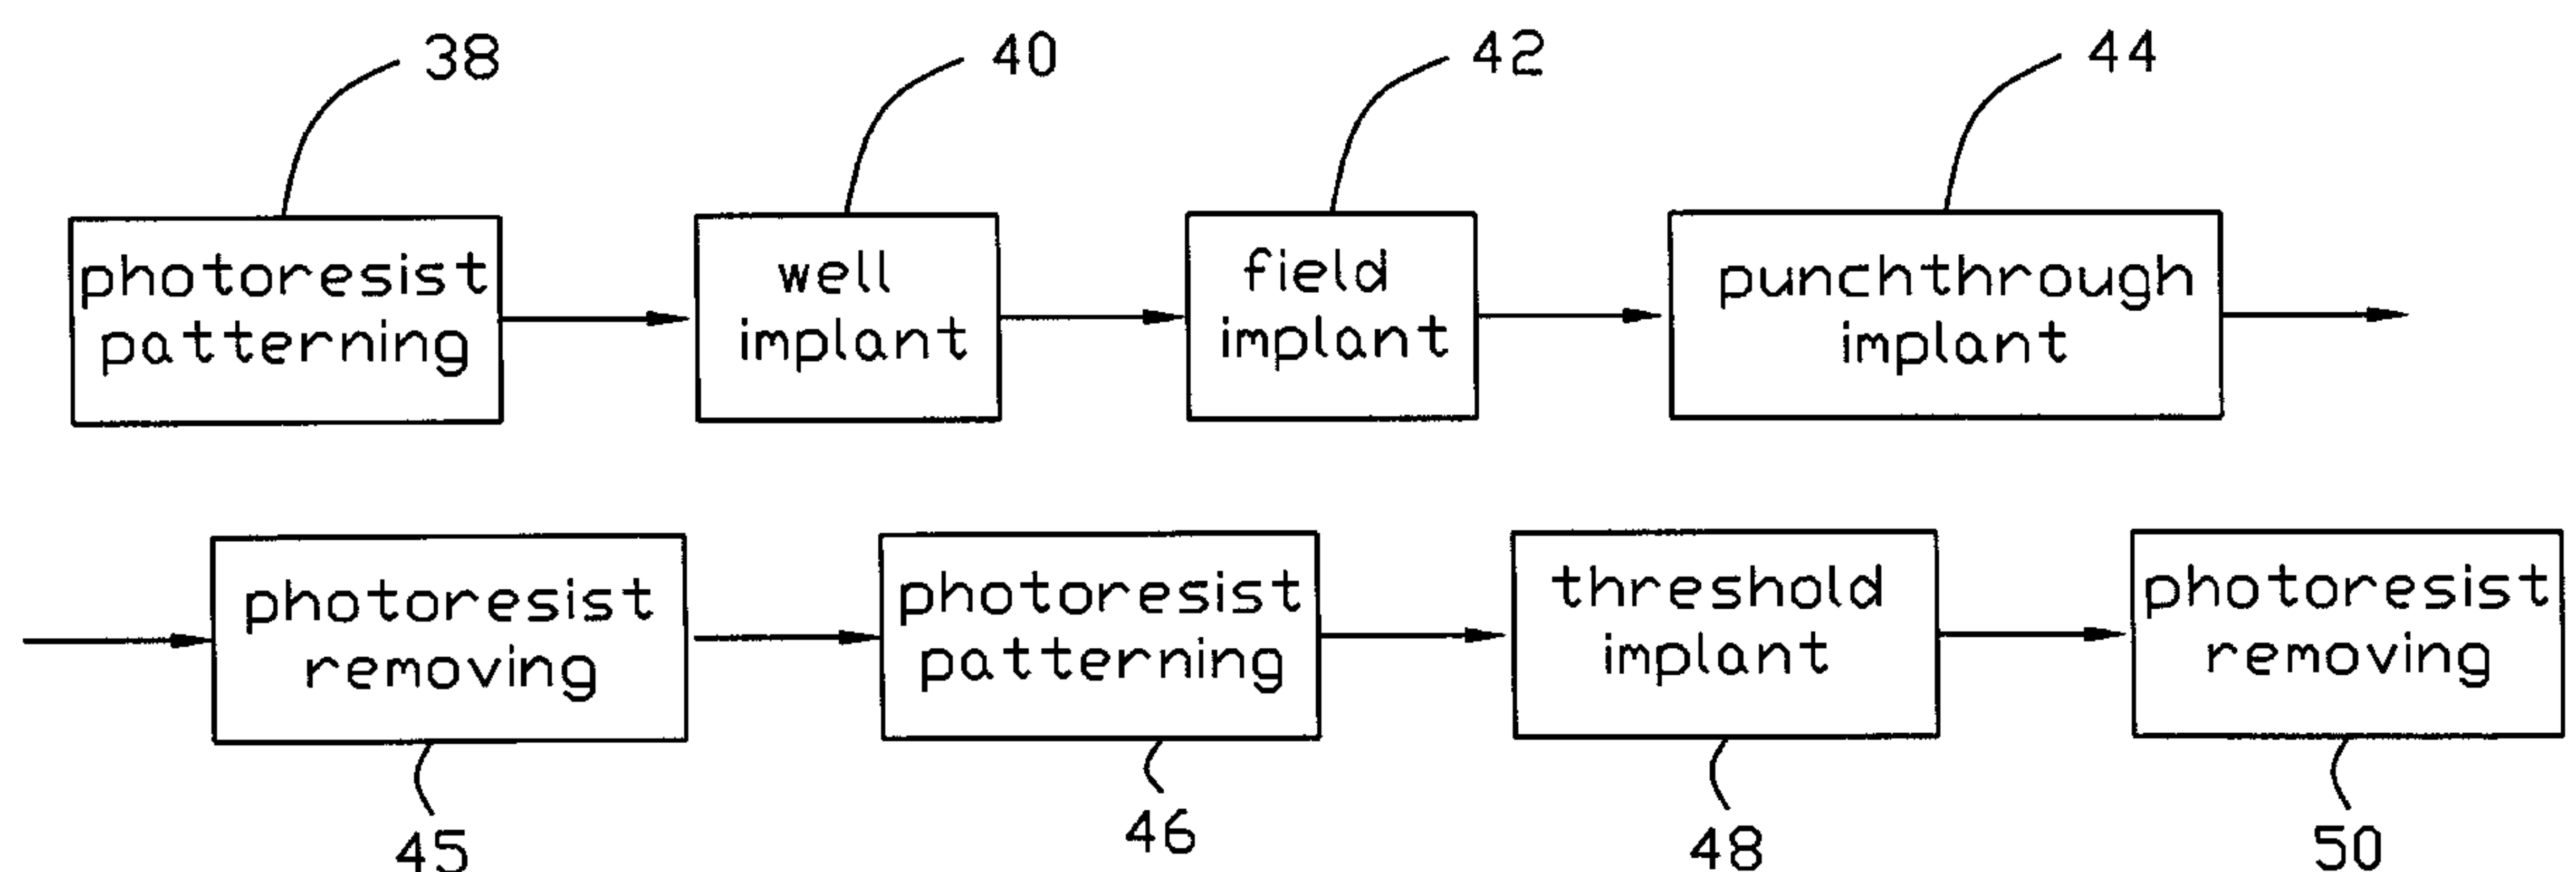 38
40
42
44
photoresist
patterning
well
implant
field
implant
punchthrough
implant
photoresist
removing
photoresist
patterning
threshold
implant
photoresist
removing
45
46
48
50